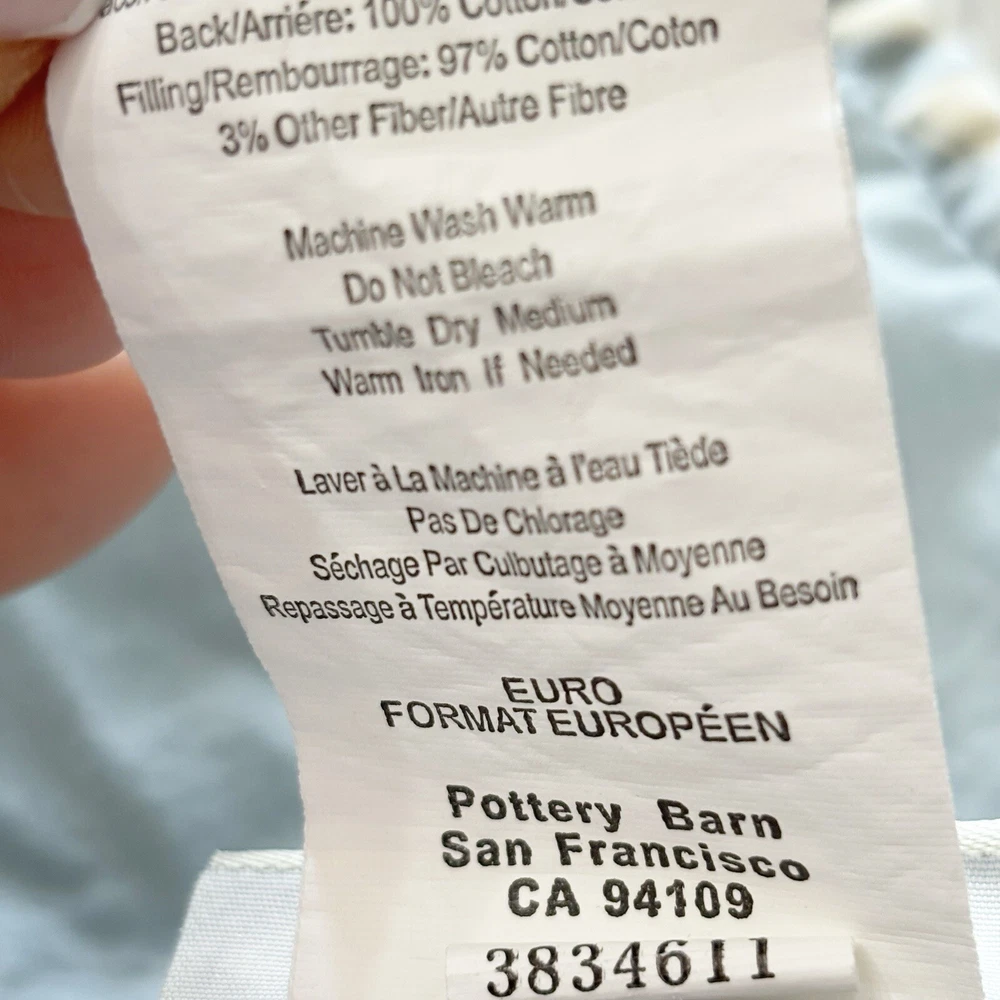 Back/Arriére: 100% Cotton/
Filling/Rembourrage: 97% Cotton/Coton
3% Other Fiber/Autre Fibre
Machine Wash Warm
Do Not Bleach
Tumble Dry Medium
Warm Iron If Needed
Laver à La Machine à l'eau Tiède
Pas De Chlorage
Séchage Par Culbutage à Moyenne
Repassage à Température Moyenne Au Besoin
EURO
FORMAT EUROPÉEN
Pottery Barn
San Francisco
CA 94109
3834611